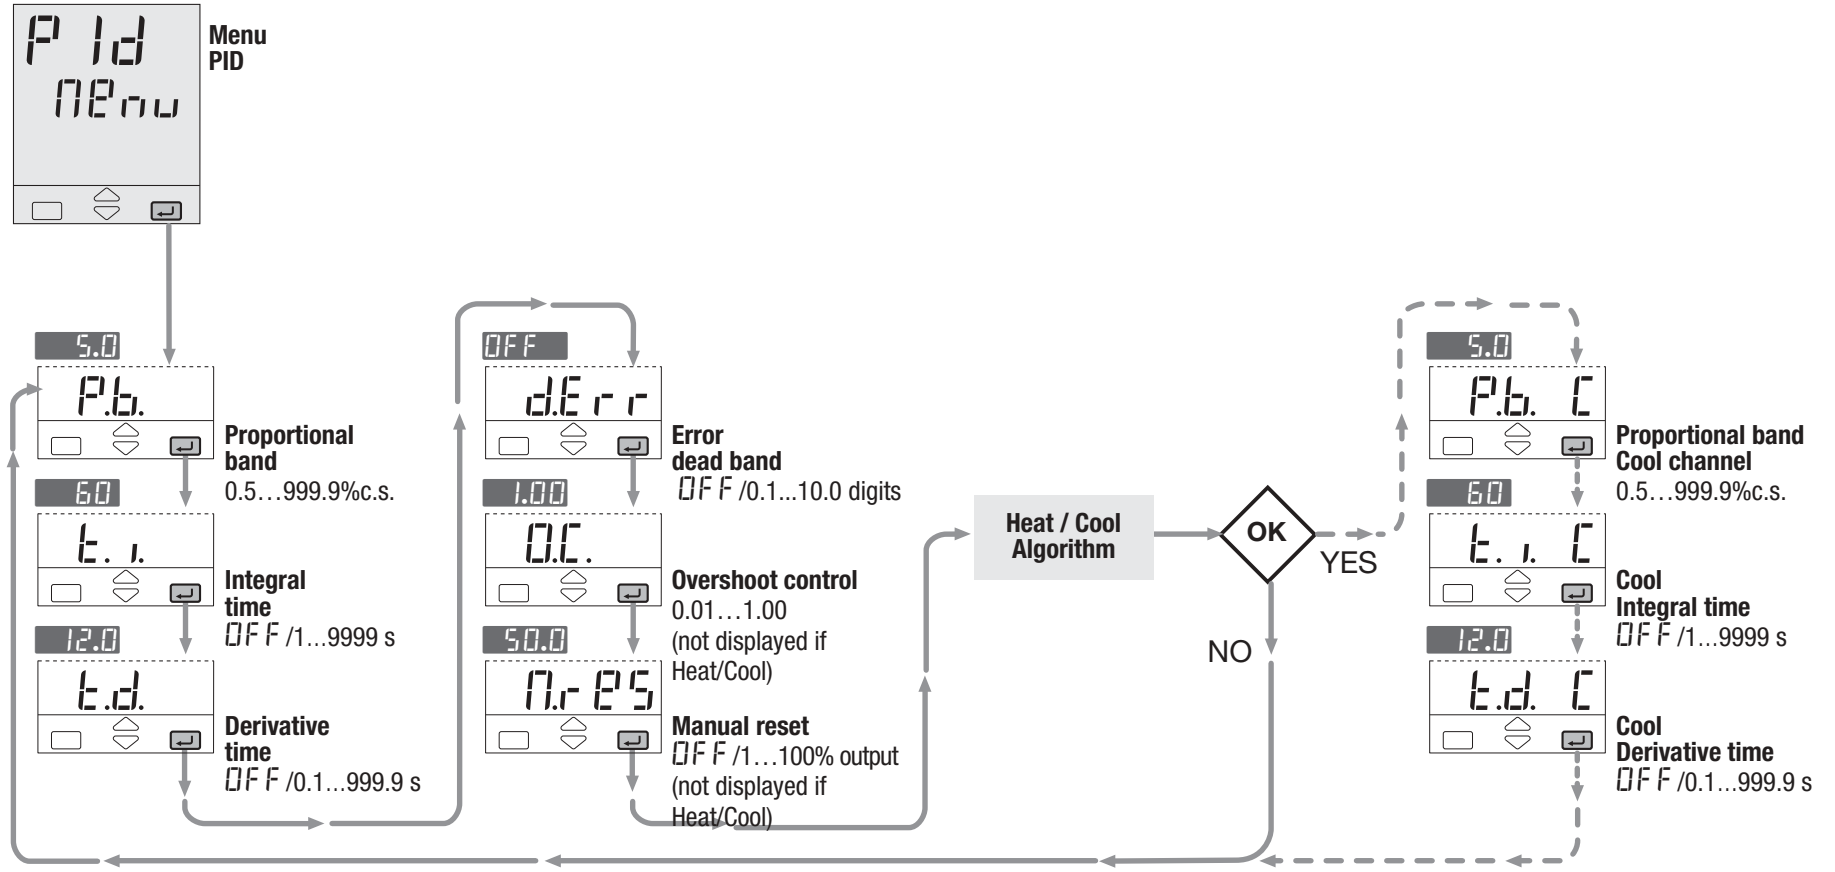 PId
MEnu
Menu
PID
5.0
P.b.
Proportional
band
0.5…999.9%c.s.
60
t.i.
Integral
time
OFF /1...9999 s
12.0
t.d.
Derivative
time
OFF /0.1...999.9 s
OFF
d.Err
Error
dead band
OFF /0.1...10.0 digits
1.00
O.C.
Overshoot control
0.01…1.00
(not displayed if
Heat/Cool)
50.0
M.rES
Manual reset
OFF /1…100% output
(not displayed if
Heat/Cool)
Heat / Cool
Algorithm
OK
YES
NO
5.0
P.b. C
Proportional band
Cool channel
0.5…999.9%c.s.
60
t.i. C
Cool
Integral time
OFF /1...9999 s
12.0
t.d. C
Cool
Derivative time
OFF /0.1...999.9 s